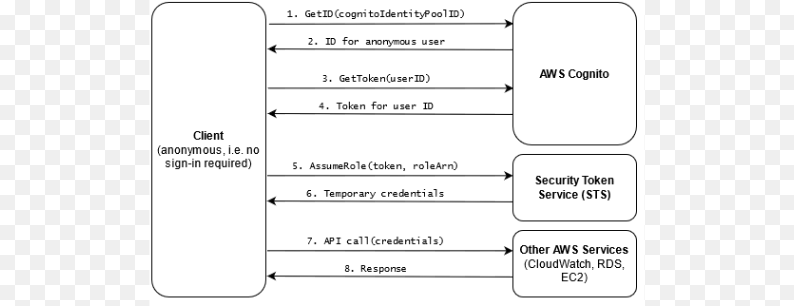 1. GetID(cognitoIdentityPoolID)
2. ID for anonymous user
3. GetToken(userID)
4. Token for user ID
AWS Cognito
Client
(anonymous, i.e. no
sign-in required)
5. AssumeRole(token, roleArn)
6. Temporary credentials
Security Token
Service (STS)
7. API call(credentials)
8. Response
Other AWS Services
(CloudWatch, RDS,
EC2)